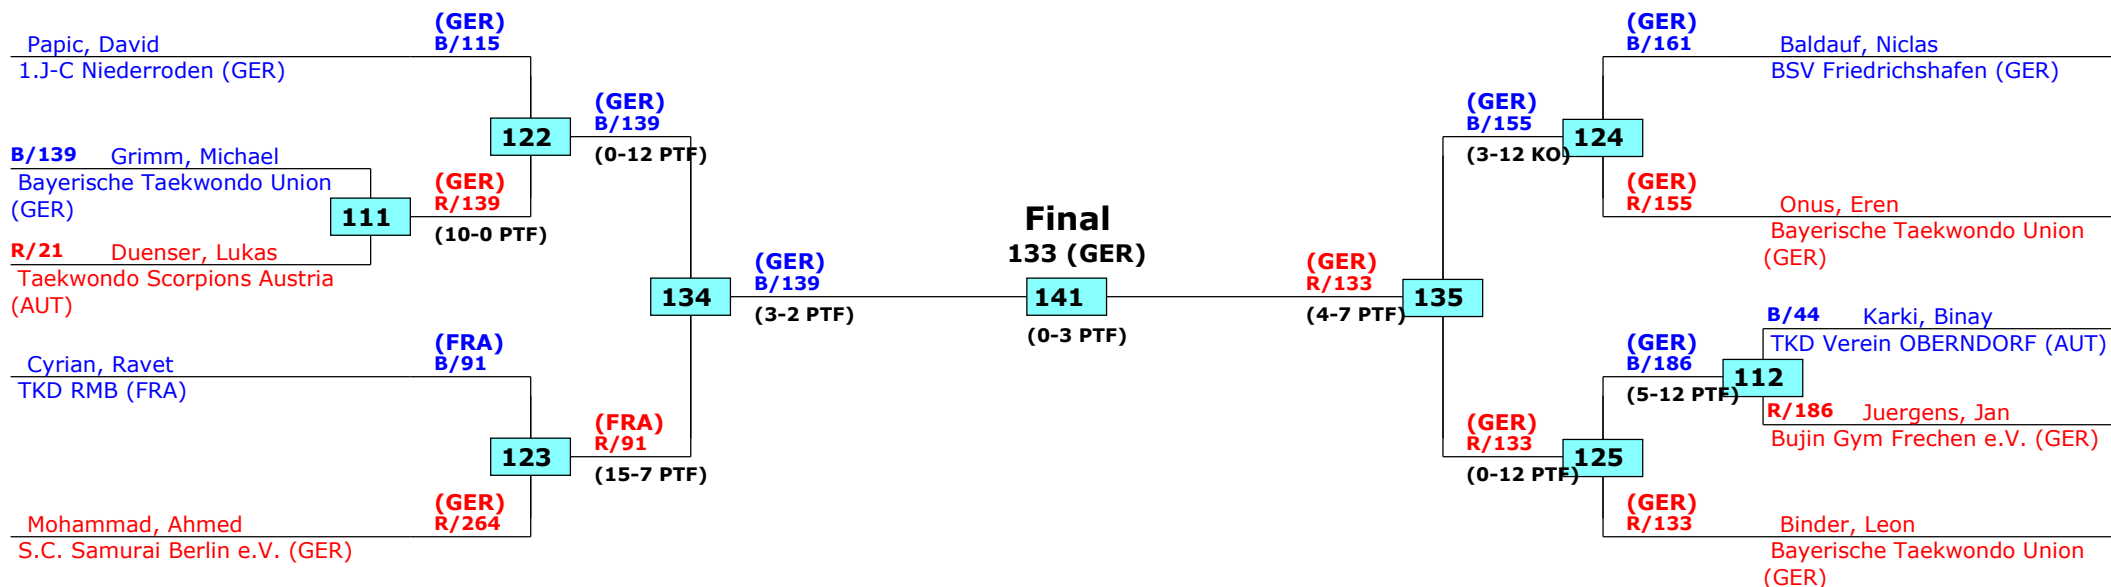 (GER)
Papic, David
B/115
1.J-C Niederroden (GER)
122
(GER)
B/139
(0-12 PTF)
B/139 Grimm, Michael
Bayerische Taekwondo Union
(GER)
111
(GER)
R/139
(10-0 PTF)
R/21 Duenser, Lukas
Taekwondo Scorpions Austria
(AUT)
134
(GER)
B/139
(3-2 PTF)
Cyrian, Ravet
(FRA)
B/91
TKD RMB (FRA)
123
(FRA)
R/91
(15-7 PTF)
Mohammad, Ahmed
(GER)
R/264
S.C. Samurai Berlin e.V. (GER)
Final
133 (GER)
141
(0-3 PTF)
(GER)
R/133
(4-7 PTF)
135
(GER)
B/155
(3-12 KO)
124
(GER)
B/161
Baldauf, Niclas
BSV Friedrichshafen (GER)
(GER)
R/155
Onus, Eren
Bayerische Taekwondo Union
(GER)
B/44 Karki, Binay
TKD Verein OBERNDORF (AUT)
(GER)
B/186
(5-12 PTF)
112
R/186 Juergens, Jan
Bujin Gym Frechen e.V. (GER)
(GER)
R/133
(0-12 PTF)
125
(GER)
R/133
Binder, Leon
Bayerische Taekwondo Union
(GER)